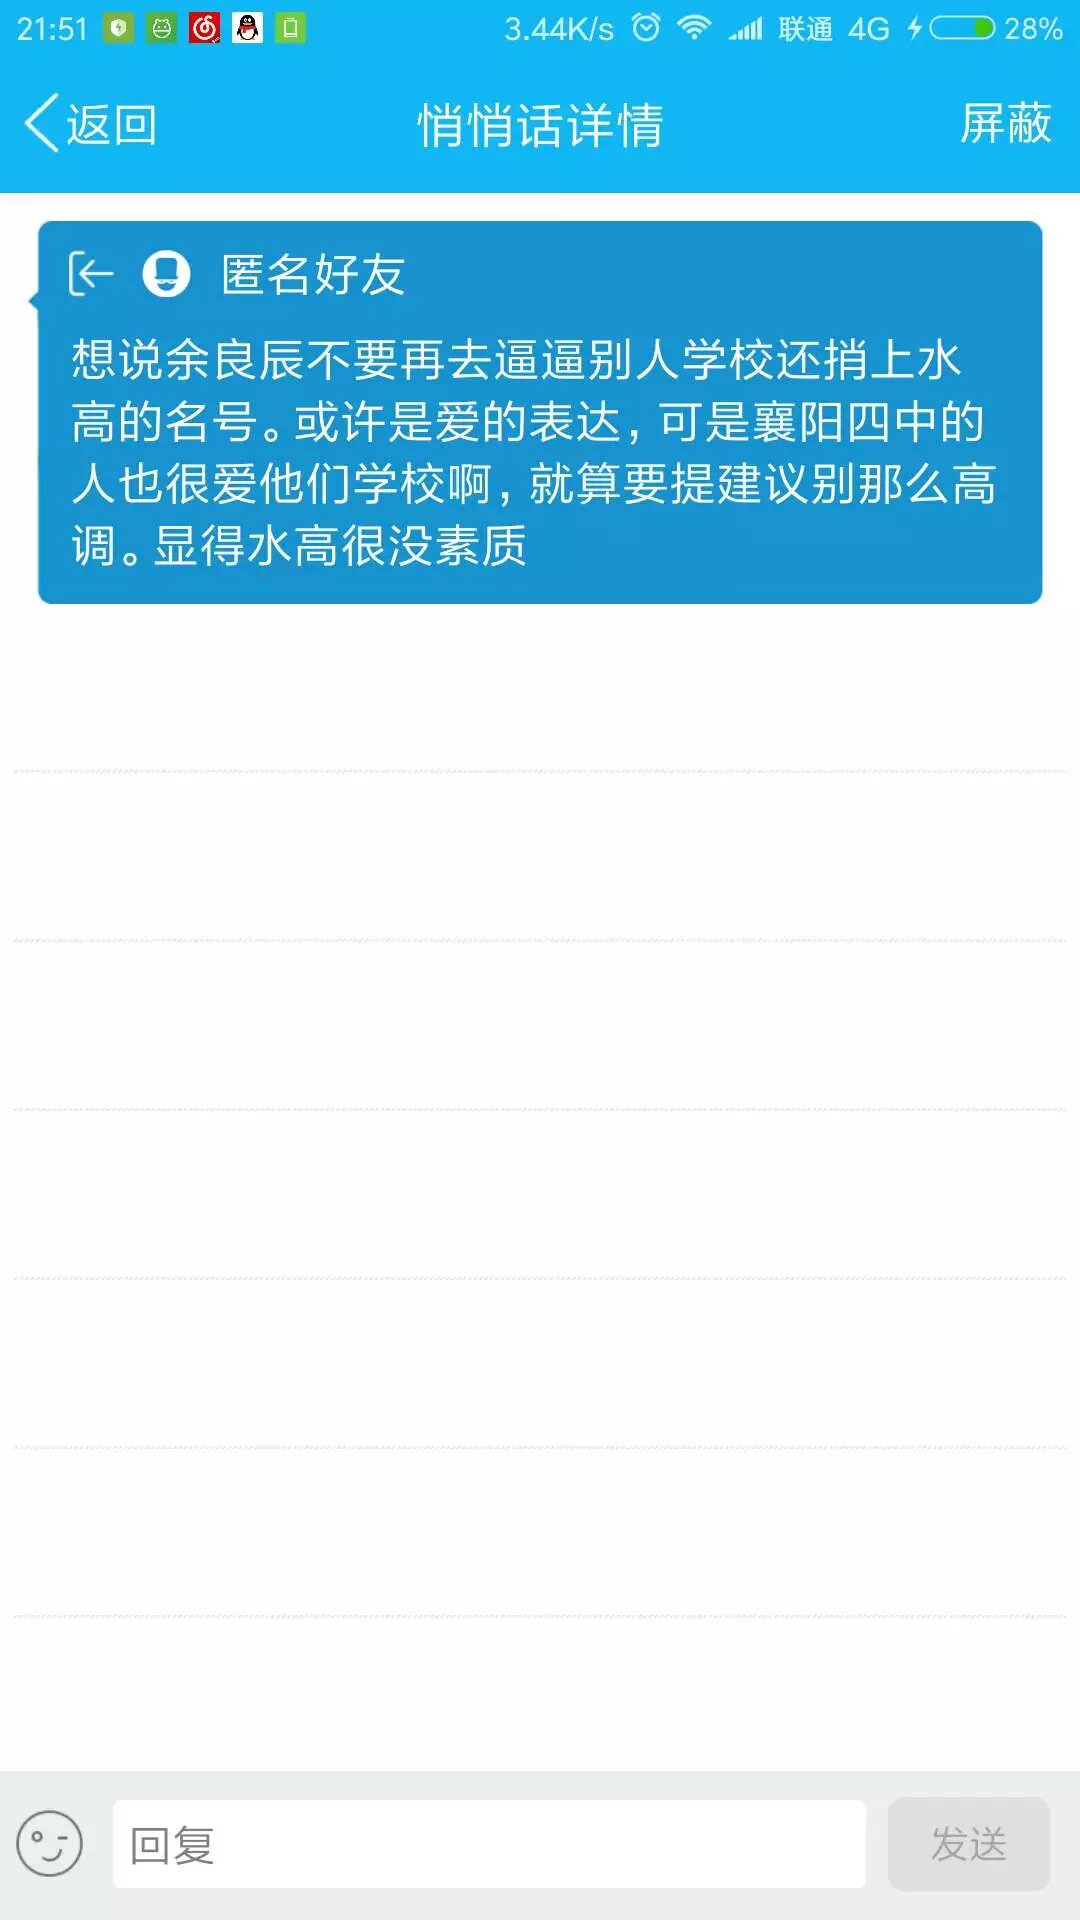 21:51 3.44K/s 联通 4G 28%
返回 悄悄话详情 屏蔽
匿名好友
想说余良辰不要再去逼逼别人学校还捎上水
高的名号。或许是爱的表达，可是襄阳四中的
人也很爱他们学校啊，就算要提建议别那么高
调。显得水高很没素质
回复 发送